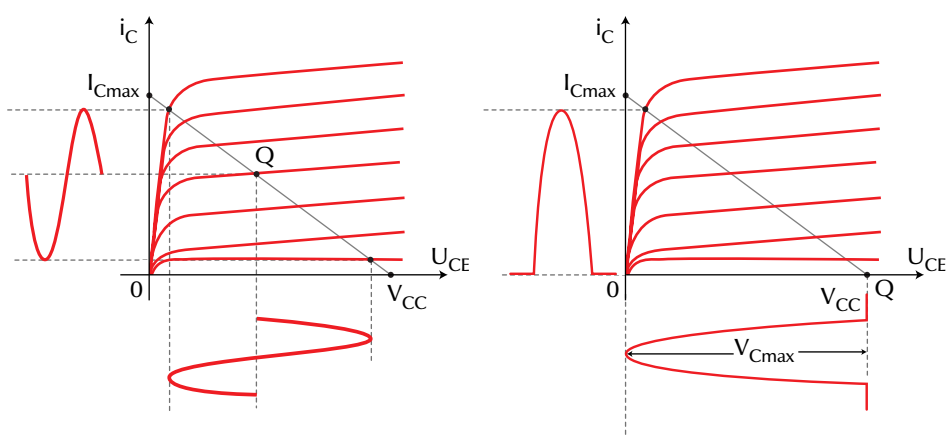 i_C
I_Cmax
Q
U_CE
0
V_CC
i_C
I_Cmax
U_CE
0
V_CC
Q
V_Cmax